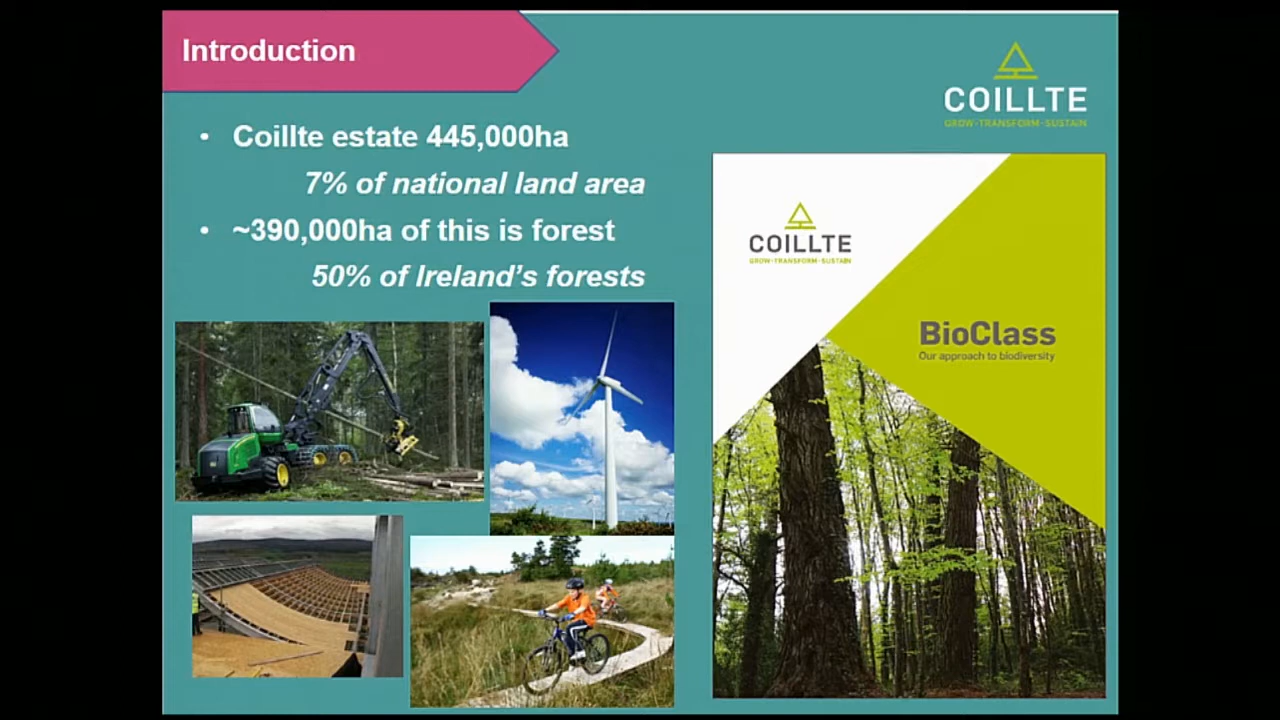 Introduction
COILLTE
GROW-TRANSFORM-SUSTAIN
• Coillte estate 445,000ha
7% of national land area
• ~390,000ha of this is forest
50% of Ireland’s forests
COILLTE
GROW-TRANSFORM-SUSTAIN
BioClass
Our approach to biodiversity